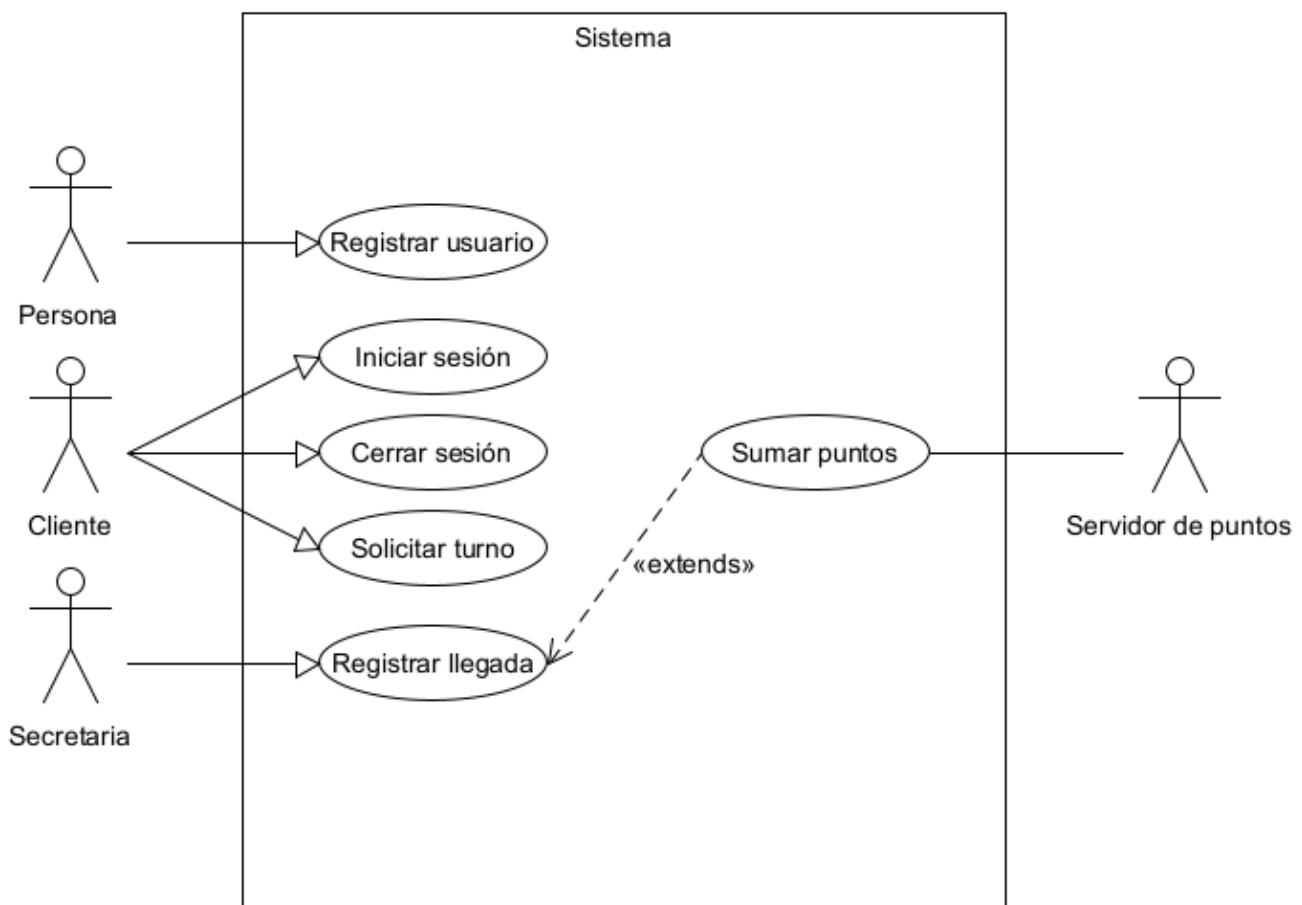 Sistema
Registrar usuario
Persona
Iniciar sesión
Cerrar sesión
Sumar puntos
Cliente
Servidor de puntos
Solicitar turno
«extends»
Registrar llegada
Secretaria